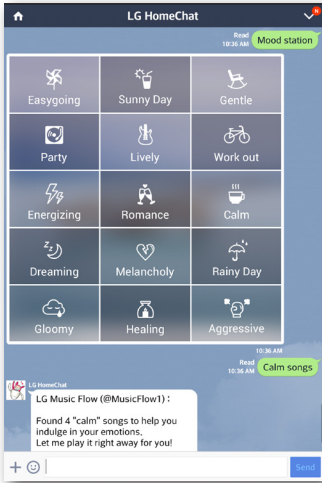 LG HomeChat
N
Read
10:36 AM
Mood station
Easygoing
Sunny Day
Gentle
Party
Lively
Work out
Energizing
Romance
Calm
Dreaming
Melancholy
Rainy Day
Gloomy
Healing
Aggressive
10:36 AM
Read
10:36 AM
Calm songs
LG HomeChat
LG Music Flow (@MusicFlow1) :
Found 4 "calm" songs to help you
indulge in your emotions.
Let me play it right away for you!
Send